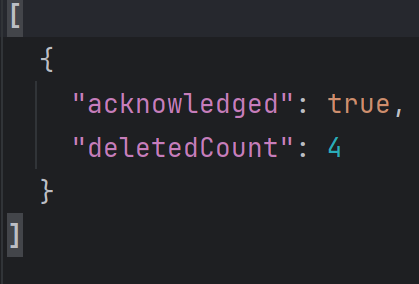 [
  {
    "acknowledged": true,
    "deletedCount": 4
  }
]